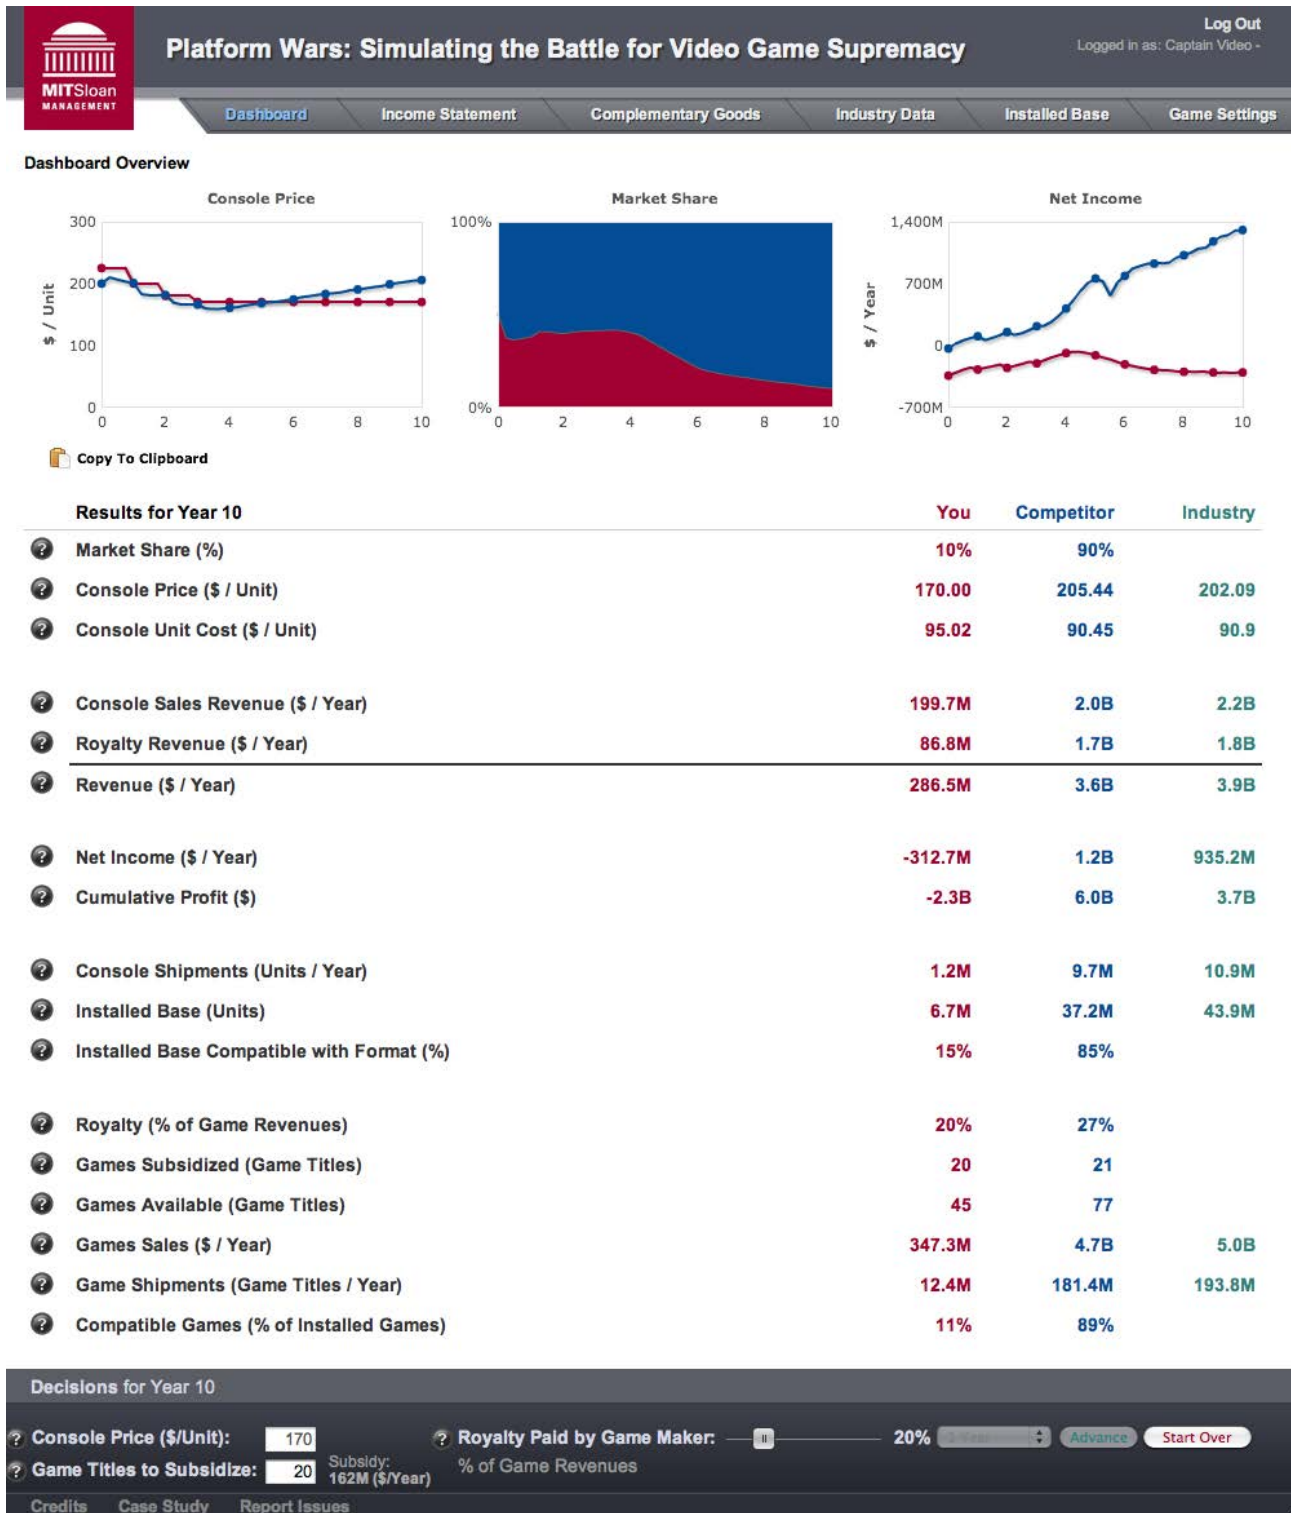 Log Out
Platform Wars: Simulating the Battle for Video Game Supremacy
Logged in as: Captain Video -
MITSloan
MANAGEMENT
Dashboard Income Statement Complementary Goods Industry Data Installed Base Game Settings
Dashboard Overview
Console Price
300
200
100
0
$ / Unit
0 2 4 6 8 10
Market Share
100%
0%
0 2 4 6 8 10
Net Income
1,400M
700M
0
-700M
$ / Year
0 2 4 6 8 10
Copy To Clipboard
Results for Year 10 You Competitor Industry
? Market Share (%) 10% 90%
? Console Price ($ / Unit) 170.00 205.44 202.09
? Console Unit Cost ($ / Unit) 95.02 90.45 90.9
? Console Sales Revenue ($ / Year) 199.7M 2.0B 2.2B
? Royalty Revenue ($ / Year) 86.8M 1.7B 1.8B
? Revenue ($ / Year) 286.5M 3.6B 3.9B
? Net Income ($ / Year) -312.7M 1.2B 935.2M
? Cumulative Profit ($) -2.3B 6.0B 3.7B
? Console Shipments (Units / Year) 1.2M 9.7M 10.9M
? Installed Base (Units) 6.7M 37.2M 43.9M
? Installed Base Compatible with Format (%) 15% 85%
? Royalty (% of Game Revenues) 20% 27%
? Games Subsidized (Game Titles) 20 21
? Games Available (Game Titles) 45 77
? Games Sales ($ / Year) 347.3M 4.7B 5.0B
? Game Shipments (Game Titles / Year) 12.4M 181.4M 193.8M
? Compatible Games (% of Installed Games) 11% 89%
Decisions for Year 10
? Console Price ($/Unit): 170 ? Royalty Paid by Game Maker: 20% Advance Start Over
? Game Titles to Subsidize: 20 Subsidy: 162M ($/Year) % of Game Revenues
Credits Case Study Report Issues